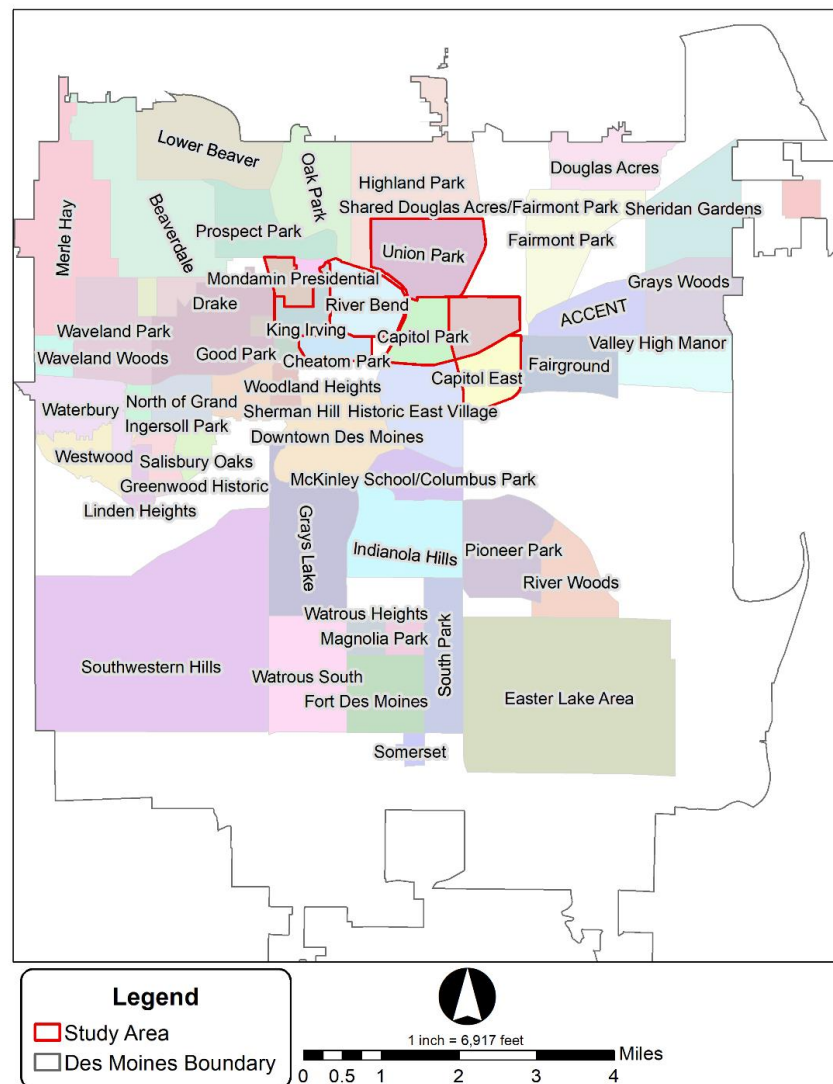 Lower Beaver
Oak Park
Douglas Acres
Highland Park
Merle Hay
Beaverdale
Shared Douglas Acres/Fairmont Park
Sheridan Gardens
Prospect Park
Fairmont Park
Union Park
Mondamin Presidential
Grays Woods
Drake
River Bend
ACCENT
Waveland Park
King Irving
Capitol Park
Valley High Manor
Waveland Woods
Good Park
Cheatom Park
Fairground
Capitol East
Woodland Heights
Waterbury
North of Grand
Sherman Hill
Historic East Village
Ingersoll Park
Downtown Des Moines
Westwood
Salisbury Oaks
Greenwood Historic
McKinley School/Columbus Park
Linden Heights
Grays Lake
Indianola Hills
Pioneer Park
River Woods
Watrous Heights
Magnolia Park
South Park
Southwestern Hills
Watrous South
Fort Des Moines
Easter Lake Area
Somerset
Legend
Study Area
Des Moines Boundary
1 inch = 6,917 feet
Miles
0 0.5 1 2 3 4